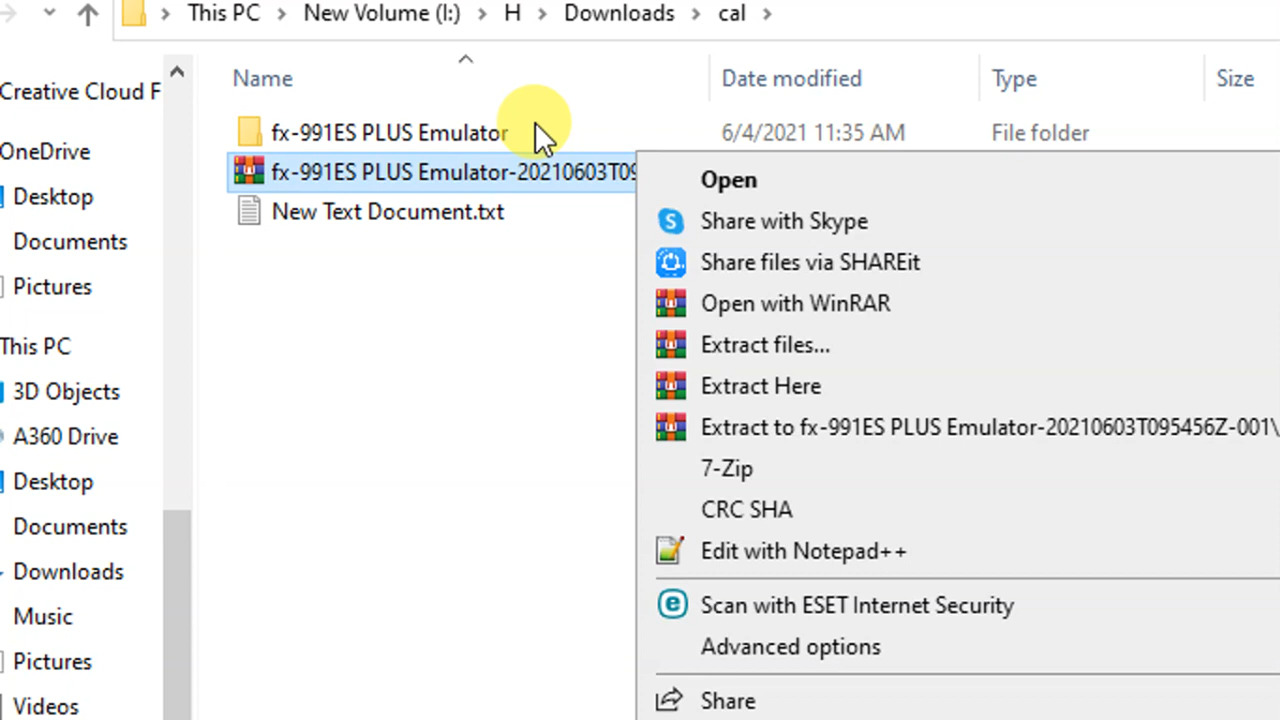 This PC > New Volume (I:) > H > Downloads > cal >
Name Date modified Type Size
Creative Cloud F
OneDrive
Desktop
Documents
Pictures
This PC
3D Objects
A360 Drive
Desktop
Documents
Downloads
Music
Pictures
Videos
fx-991ES PLUS Emulator 6/4/2021 11:35 AM File folder
fx-991ES PLUS Emulator-20210603T09
New Text Document.txt
Open
Share with Skype
Share files via SHAREit
Open with WinRAR
Extract files...
Extract Here
Extract to fx-991ES PLUS Emulator-20210603T095456Z-001\
7-Zip
CRC SHA
Edit with Notepad++
Scan with ESET Internet Security
Advanced options
Share